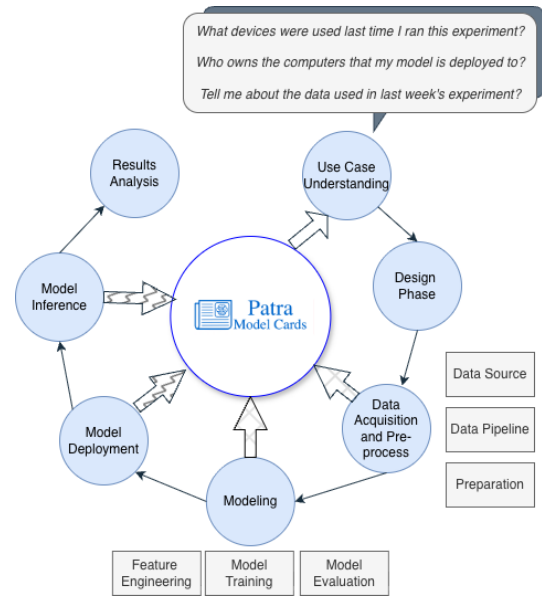 What devices were used last time I ran this experiment?
Who owns the computers that my model is deployed to?
Tell me about the data used in last week's experiment?
Results
Analysis
Use Case
Understanding
Model
Inference
Patra
Model Cards
Design
Phase
Data Source
Data
Acquisition
and Pre-
process
Data Pipeline
Model
Deployment
Preparation
Modeling
Feature
Engineering
Model
Training
Model
Evaluation